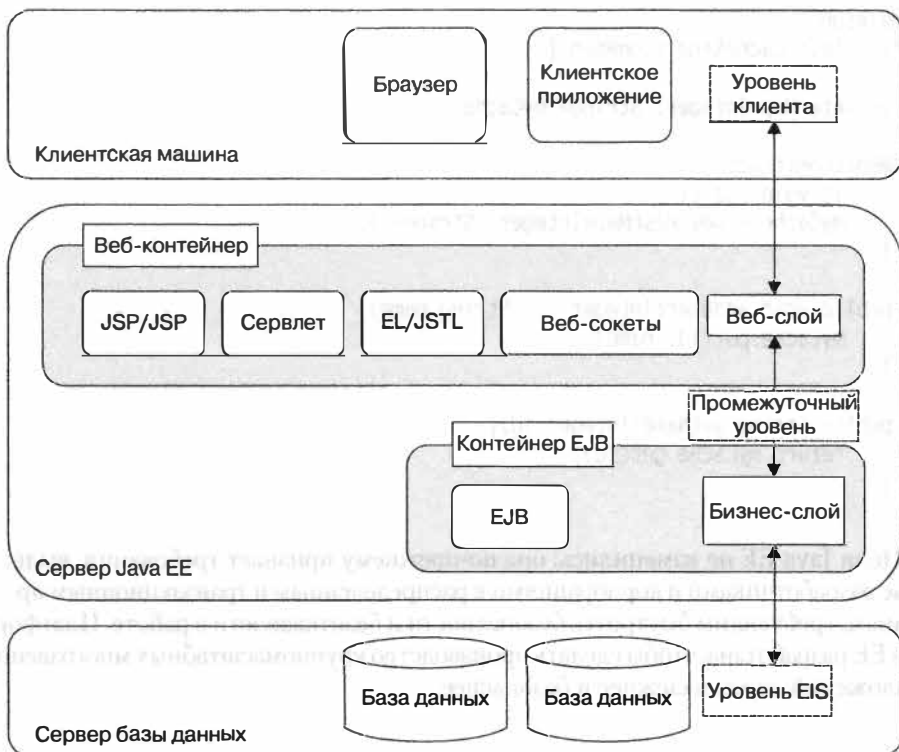 Браузер
Клиентское
приложение
Уровень
клиента
Клиентская машина
Веб-контейнер
JSP/JSP
Сервлет
EL/JSTL
Веб-сокеты
Веб-слой
Промежуточный
уровень
Контейнер EJB
EJB
Бизнес-слой
Сервер Java EE
База данных
База данных
Уровень EIS
Сервер базы данных